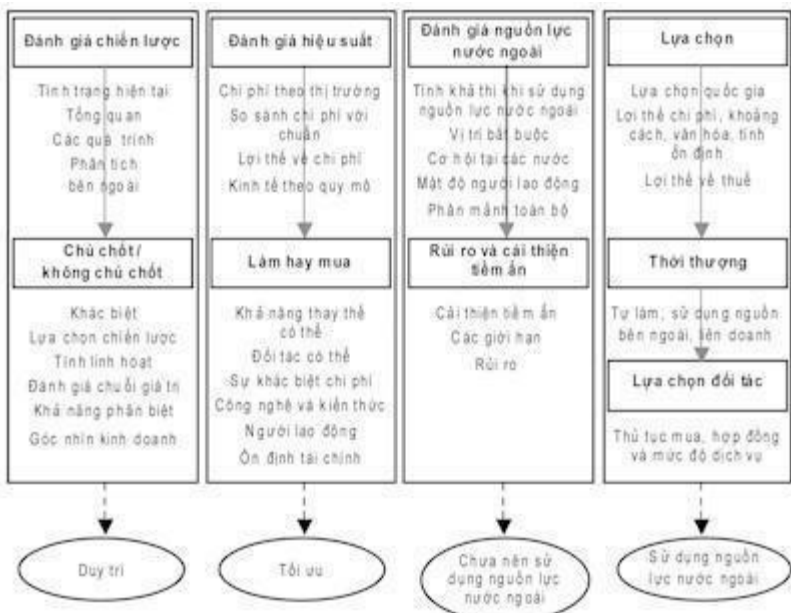 Đánh giá chiến lược
Tình trạng hiện tại
Tổng quan
Các quá trình
Phân tích
bên ngoài
Chủ chốt/
không chủ chốt
Khác biệt
Lựa chọn chiến lược
Tính linh hoạt
Đánh giá chuỗi giá trị
Khả năng phân biệt
Góc nhìn kinh doanh
Duy trì
Đánh giá hiệu suất
Chi phí theo thị trường
So sánh chi phí với
chuẩn
Lợi thế về chi phí
Kinh tế theo quy mô
Làm hay mua
Khả năng thay thế
có thể
Đối tác có thể
Sự khác biệt chi phí
Công nghệ và kiến thức
Người lao động
Ổn định tài chính
Tối ưu
Đánh giá nguồn lực
nước ngoài
Tính khả thi khi sử dụng
nguồn lực nước ngoài
Vị trí bắt buộc
Cơ hội tại các nước
Mật độ người lao động
Phân mảnh toàn bộ
Rủi ro và cải thiện
tiềm ẩn
Cải thiện tiềm ẩn
Các giới hạn
Rủi ro
Chưa nên sử
dụng nguồn lực
nước ngoài
Lựa chọn
Lựa chọn quốc gia
Lợi thế chi phí, khoảng
cách, văn hóa, tính
ổn định
Lợi thế về thuế
Thời thượng
Tự làm, sử dụng nguồn
bên ngoài, liên doanh
Lựa chọn đối tác
Thủ tục mua, hợp đồng
và mức độ dịch vụ
Sử dụng nguồn
lực nước ngoài